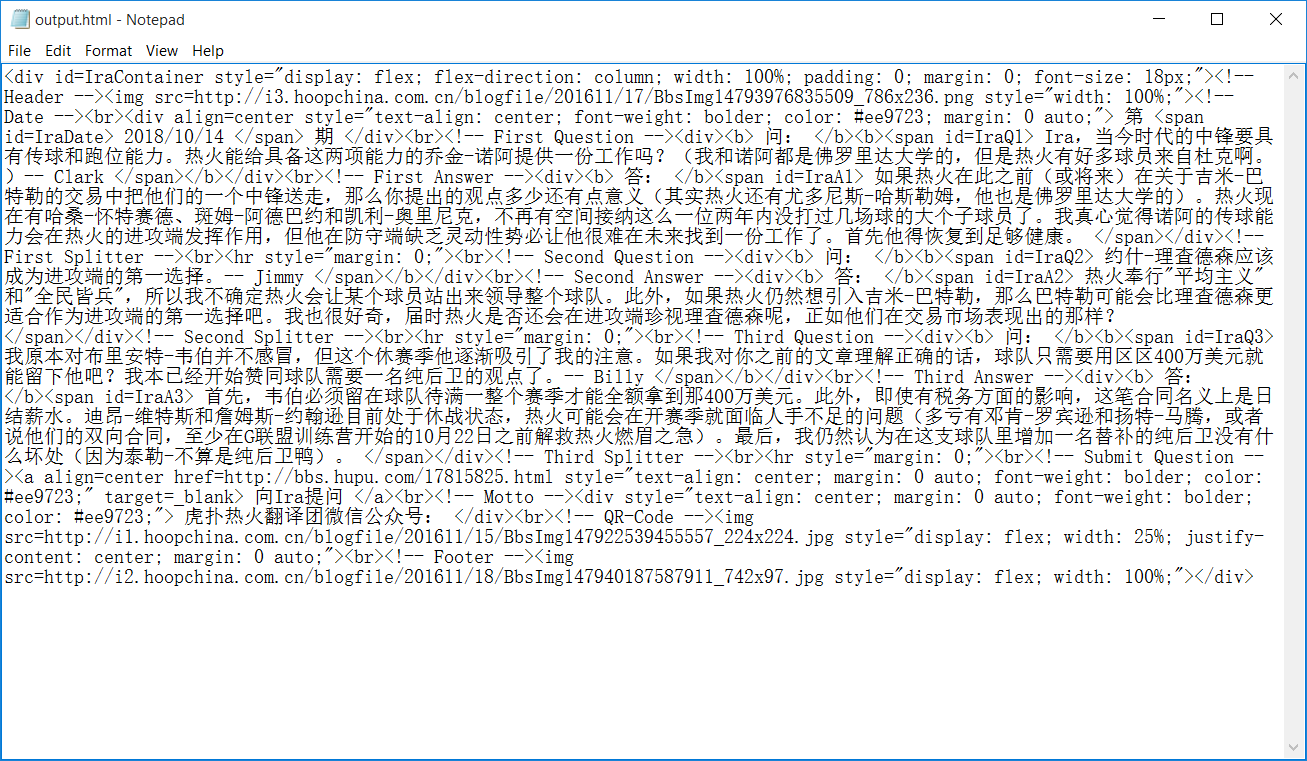 output.html - Notepad
File Edit Format View Help
<div id=IraContainer style="display: flex; flex-direction: column; width: 100%; padding: 0; margin: 0; font-size: 18px;"><!--
Header --><img src=http://i3.hoopchina.com.cn/blogfile/201611/17/BbsImg14793976835509_786x236.png style="width: 100%;"><!--
Date --><br><div align=center style="text-align: center; font-weight: bolder; color: #ee9723; margin: 0 auto;"> 第 <span
id=IraDate> 2018/10/14 </span> 期 </div><br><!-- First Question --><div><b> 问： </b><b><span id=IraQ1> Ira，当今时代的中锋要具
有传球和跑位能力。热火能给具备这两项能力的乔金-诺阿提供一份工作吗？（我和诺阿都是佛罗里达大学的，但是热火有好多球员来自杜克啊。
）-- Clark </span></b></div><br><!-- First Answer --><div><b> 答： </b><span id=IraA1> 如果热火在此之前（或将来）在关于吉米-巴
特勒的交易中把他们的一个中锋送走，那么你提出的观点多少还有点意义（其实热火还有尤多尼斯-哈斯勒姆，他也是佛罗里达大学的）。热火现
在有哈桑-怀特赛德、斑姆-阿德巴约和凯利-奥里尼克，不再有空间接纳这么一位两年内没打过几场球的大个子球员了。我真心觉得诺阿的传球能
力会在热火的进攻端发挥作用，但他在防守端缺乏灵动性势必让他很难在未来找到一份工作了。首先他得恢复到足够健康。 </span></div><!--
First Splitter --><br><hr style="margin: 0;"><br><!-- Second Question --><div><b> 问： </b><b><span id=IraQ2> 约什-理查德森应该
成为进攻端的第一选择。-- Jimmy </span></b></div><br><!-- Second Answer --><div><b> 答： </b><span id=IraA2> 热火奉行"平均主义"
和"全民皆兵"，所以我不确定热火会让某个球员站出来领导整个球队。此外，如果热火仍然想引入吉米-巴特勒，那么巴特勒可能会比理查德森更
适合作为进攻端的第一选择吧。我也很好奇，届时热火是否还会在进攻端珍视理查德森呢，正如他们在交易市场表现出的那样？
</span></div><!-- Second Splitter --><br><hr style="margin: 0;"><br><!-- Third Question --><div><b> 问： </b><b><span id=IraQ3>
我原本对布里安特-韦伯并不感冒，但这个休赛季他逐渐吸引了我的注意。如果我对你之前的文章理解正确的话，球队只需要用区区400万美元就
能留下他吧？我本已经开始赞同球队需要一名纯后卫的观点了。-- Billy </span></b></div><br><!-- Third Answer --><div><b> 答：
</b><span id=IraA3> 首先，韦伯必须留在球队待满一整个赛季才能全额拿到那400万美元。此外，即使有税务方面的影响，这笔合同名义上是日
结薪水。迪昂-维特斯和詹姆斯-约翰逊目前处于休战状态，热火可能会在开赛季就面临人手不足的问题（多亏有邓肯-罗宾逊和扬特-马腾，或者
说他们的双向合同，至少在G联盟训练营开始的10月22日之前解救热火燃眉之急）。最后，我仍然认为在这支球队里增加一名替补的纯后卫没有什
么坏处（因为泰勒-不算是纯后卫鸭）。 </span></div><!-- Third Splitter --><br><hr style="margin: 0;"><br><!-- Submit Question --
><a align=center href=http://bbs.hupu.com/17815825.html style="text-align: center; margin: 0 auto; font-weight: bolder; color:
#ee9723;" target=_blank> 向Ira提问 </a><br><!-- Motto --><div style="text-align: center; margin: 0 auto; font-weight: bolder;
color: #ee9723;"> 虎扑热火翻译团微信公众号： </div><br><!-- QR-Code --><img
src=http://i1.hoopchina.com.cn/blogfile/201611/15/BbsImg147922539455557_224x224.jpg style="display: flex; width: 25%; justify-
content: center; margin: 0 auto;"><br><!-- Footer --><img
src=http://i2.hoopchina.com.cn/blogfile/201611/18/BbsImg147940187587911_742x97.jpg style="display: flex; width: 100%;"></div>